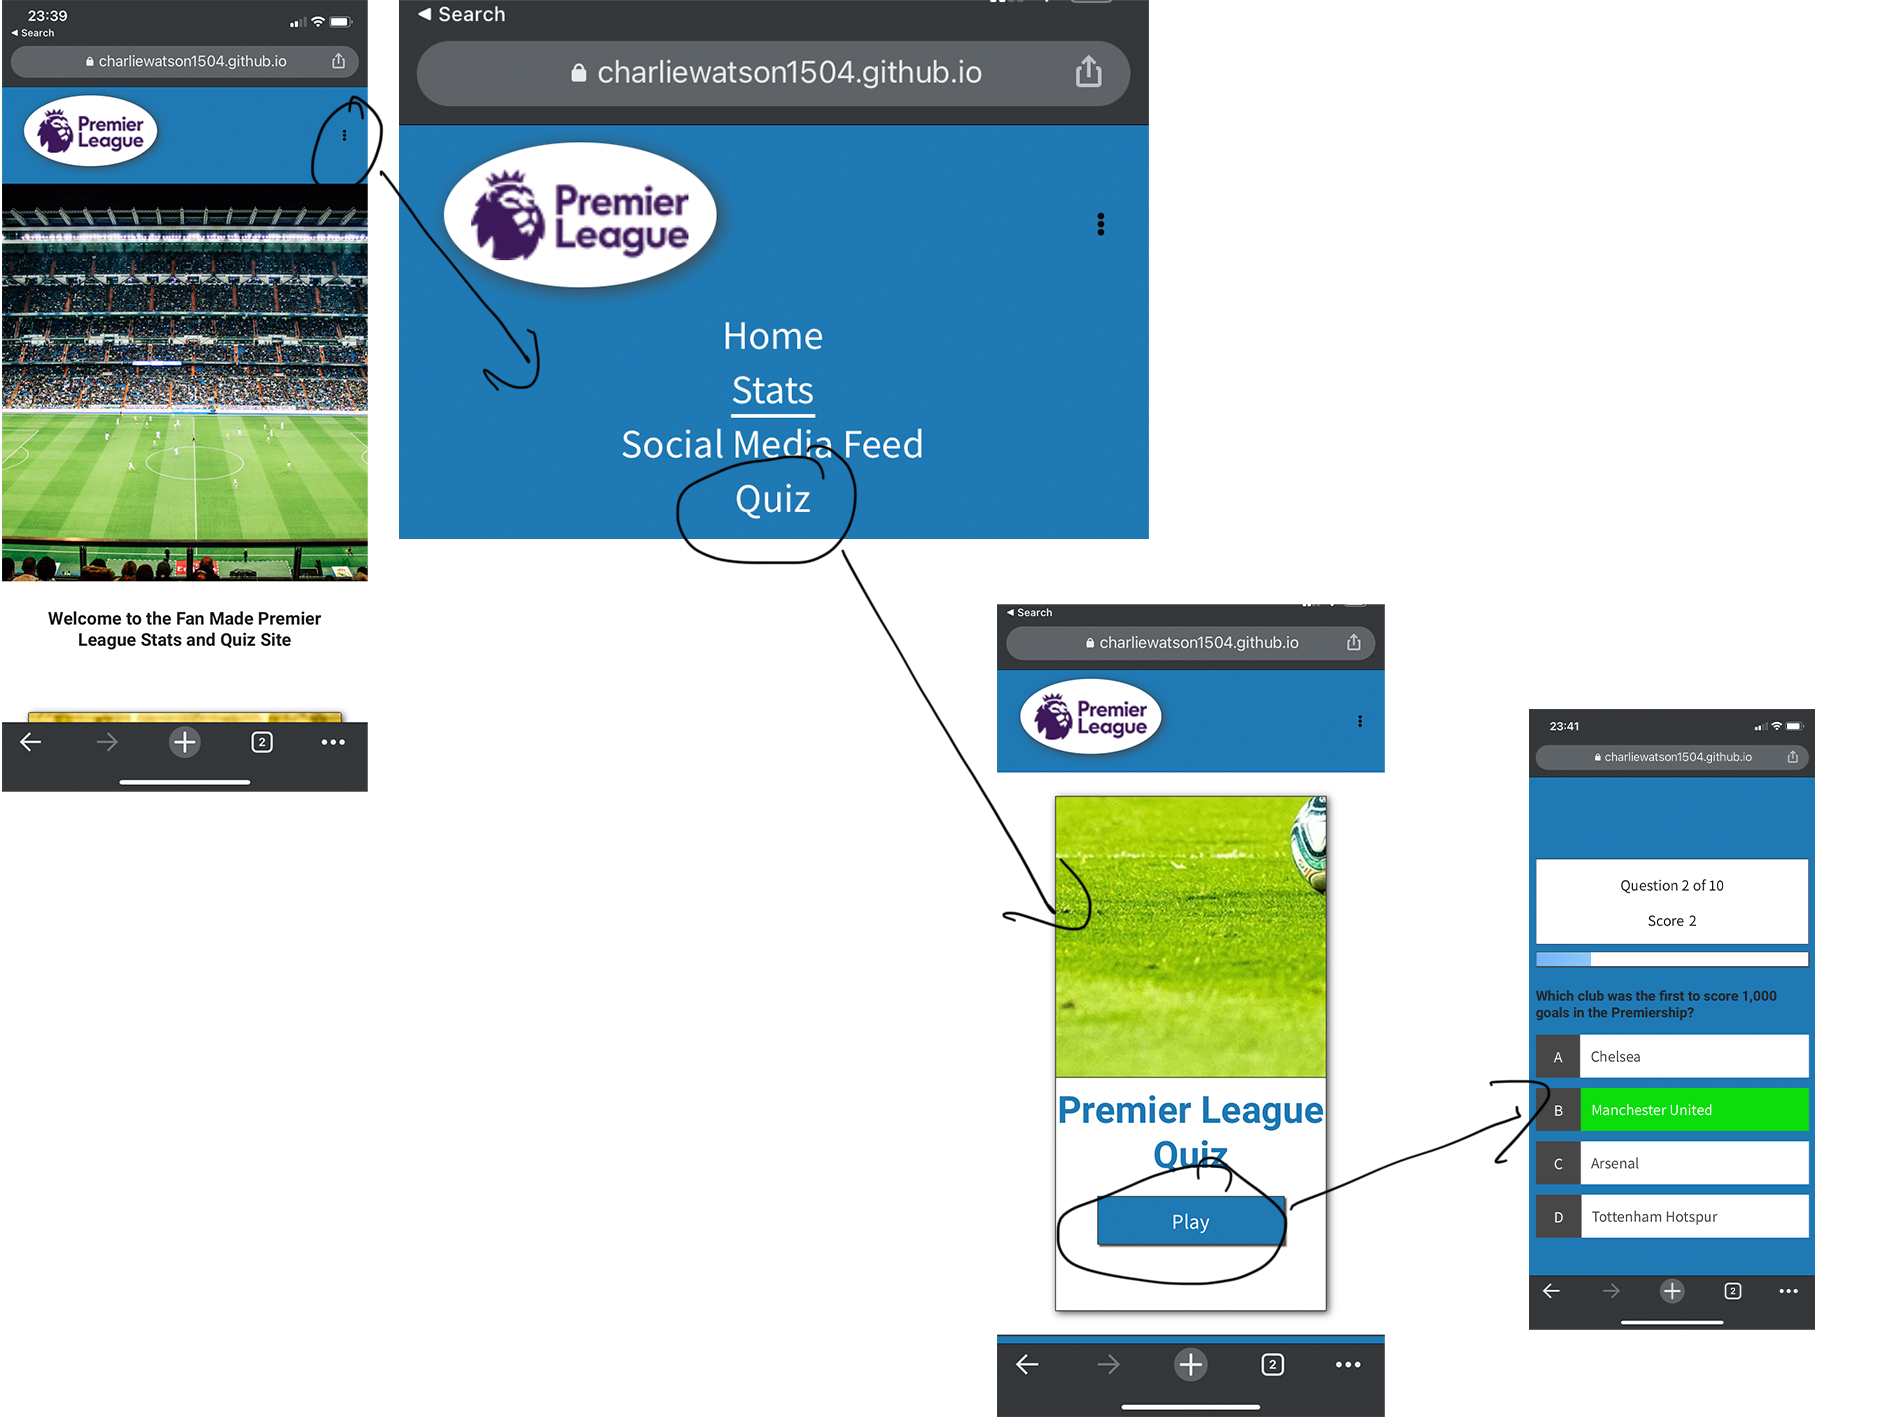 23:39
Search
charliewatson1504.github.io
Premier
League
Welcome to the Fan Made Premier
League Stats and Quiz Site
2
Search
charliewatson1504.github.io
Premier
League
Home
Stats
Social Media Feed
Quiz
Search
charliewatson1504.github.io
Premier
League
Premier League
Quiz
Play
2
23:41
charliewatson1504.github.io
Question 2 of 10
Score 2
Which club was the first to score 1,000
goals in the Premiership?
A Chelsea
B Manchester United
C Arsenal
D Tottenham Hotspur
2